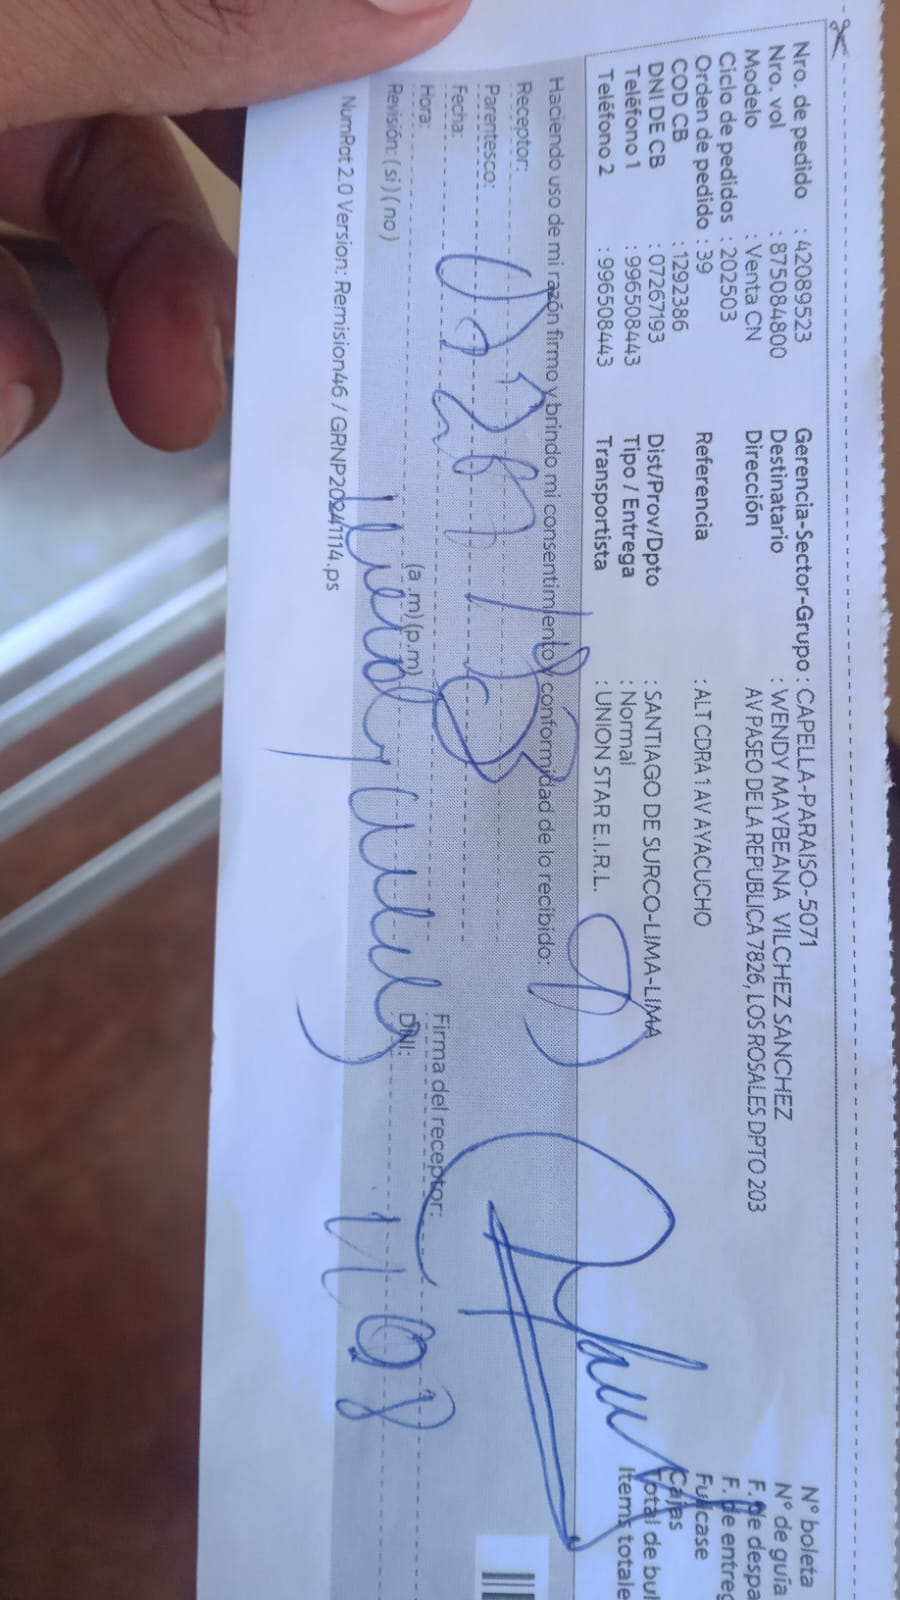 Nro. de pedido : 42089523
Nro. vol : 875084800
Modelo : Venta CN
Ciclo de pedidos : 202503
Orden de pedido : 39
COD CB : 1292386
DNI DE CB : 07267193
Teléfono 1 : 996508443
Teléfono 2 : 996508443
Gerencia-Sector-Grupo : CAPELLA-PARAISO-5071
Destinatario : WENDY MAYBEANA VILCHEZ SANCHEZ
Dirección AV PASEO DE LA REPUBLICA 7826, LOS ROSALES DPTO 203
Referencia : ALT CDRA 1 AV AYACUCHO
Dist/Prov/Dpto : SANTIAGO DE SURCO-LIMA-LIMA
Tipo / Entrega : Normal
Transportista : UNION STAR E.I.R.L.
N° boleta
N° de guía
F. de despa
F. de entreg
Full case
Cajas
Total de bul
Items totale
Haciendo uso de mi razón firmo y brindo mi consentimiento y conformidad de lo recibido:
Receptor:
Parentesco:
Fecha:
Hora: (a.m) (p.m)
Revisión: (si) (no)
Firma del receptor:
DNI:
NumPat 2.0 Version: Remision46 / GRNP20241114.ps